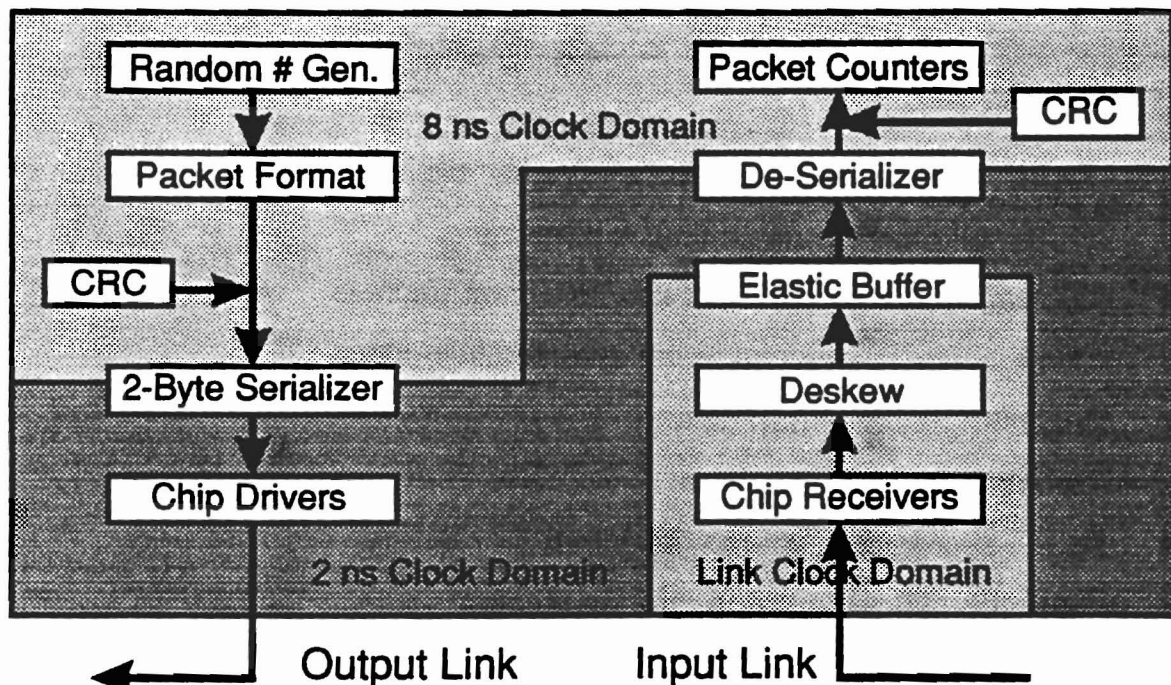 Random # Gen.
Packet Counters
8 ns Clock Domain
CRC
Packet Format
De-Serializer
CRC
Elastic Buffer
2-Byte Serializer
Deskew
Chip Drivers
Chip Receivers
2 ns Clock Domain
Link Clock Domain
Output Link
Input Link